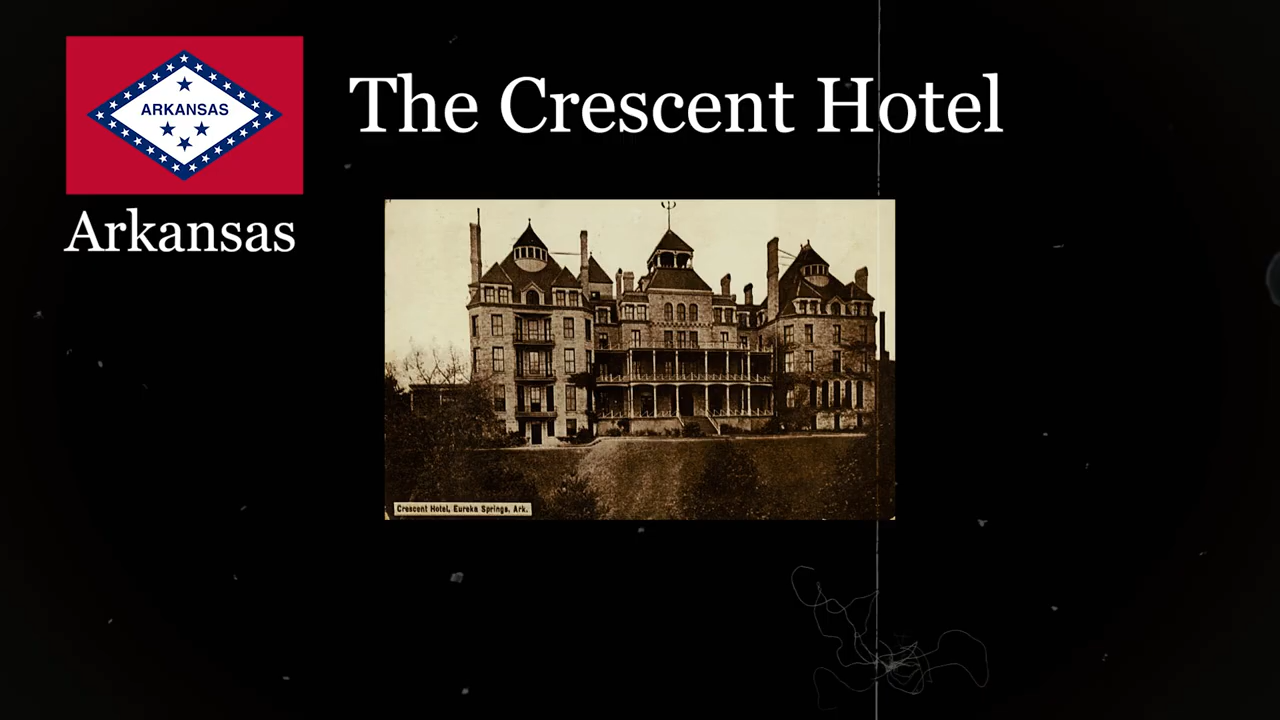 ARKANSAS
The Crescent Hotel
Arkansas
Crescent Hotel, Eureka Springs, Ark.